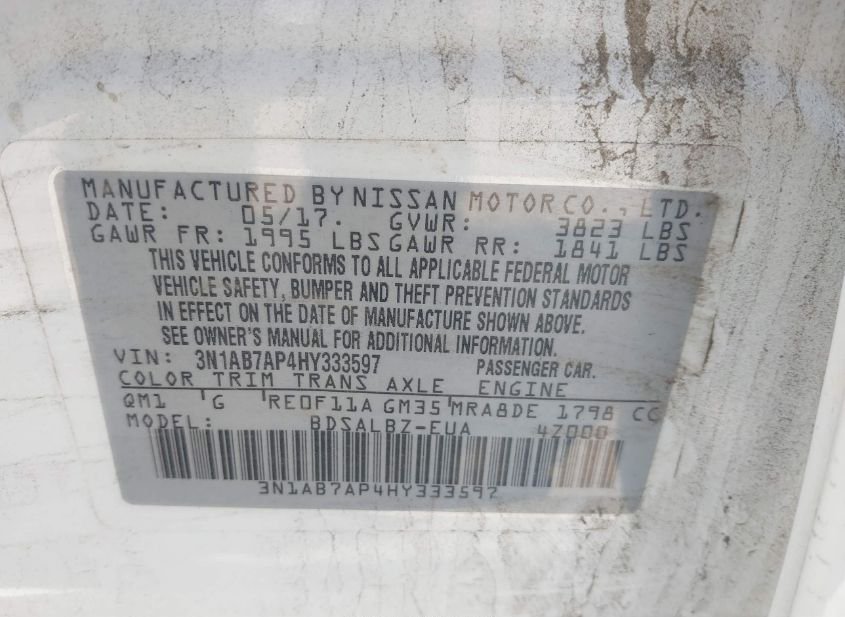 MANUFACTURED BY NISSAN MOTOR CO., LTD.
DATE: 05/17. GVWR: 3823 LBS
GAWR FR: 1995 LBS GAWR RR: 1841 LBS
THIS VEHICLE CONFORMS TO ALL APPLICABLE FEDERAL MOTOR
VEHICLE SAFETY, BUMPER AND THEFT PREVENTION STANDARDS
IN EFFECT ON THE DATE OF MANUFACTURE SHOWN ABOVE.
SEE OWNER'S MANUAL FOR ADDITIONAL INFORMATION.
VIN: 3N1AB7AP4HY333597 PASSENGER CAR.
COLOR TRIM TRANS AXLE ENGINE
QM1 G RE0F11A GM35 MRA8DE 1798 CC
MODEL: BDSALBZ-EUA 4Z000
3N1AB7AP4HY333597